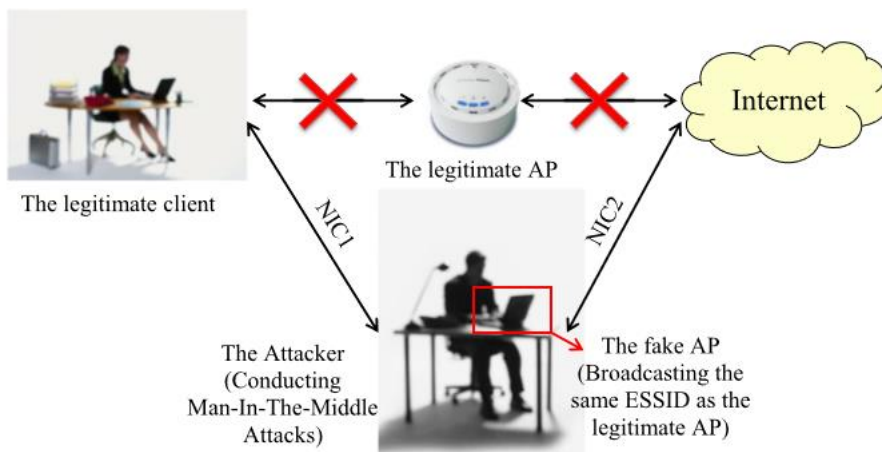 Internet
The legitimate AP
The legitimate client
NIC1
NIC2
The Attacker
(Conducting
Man-In-The-Middle
Attacks)
The fake AP
(Broadcasting the
same ESSID as the
legitimate AP)